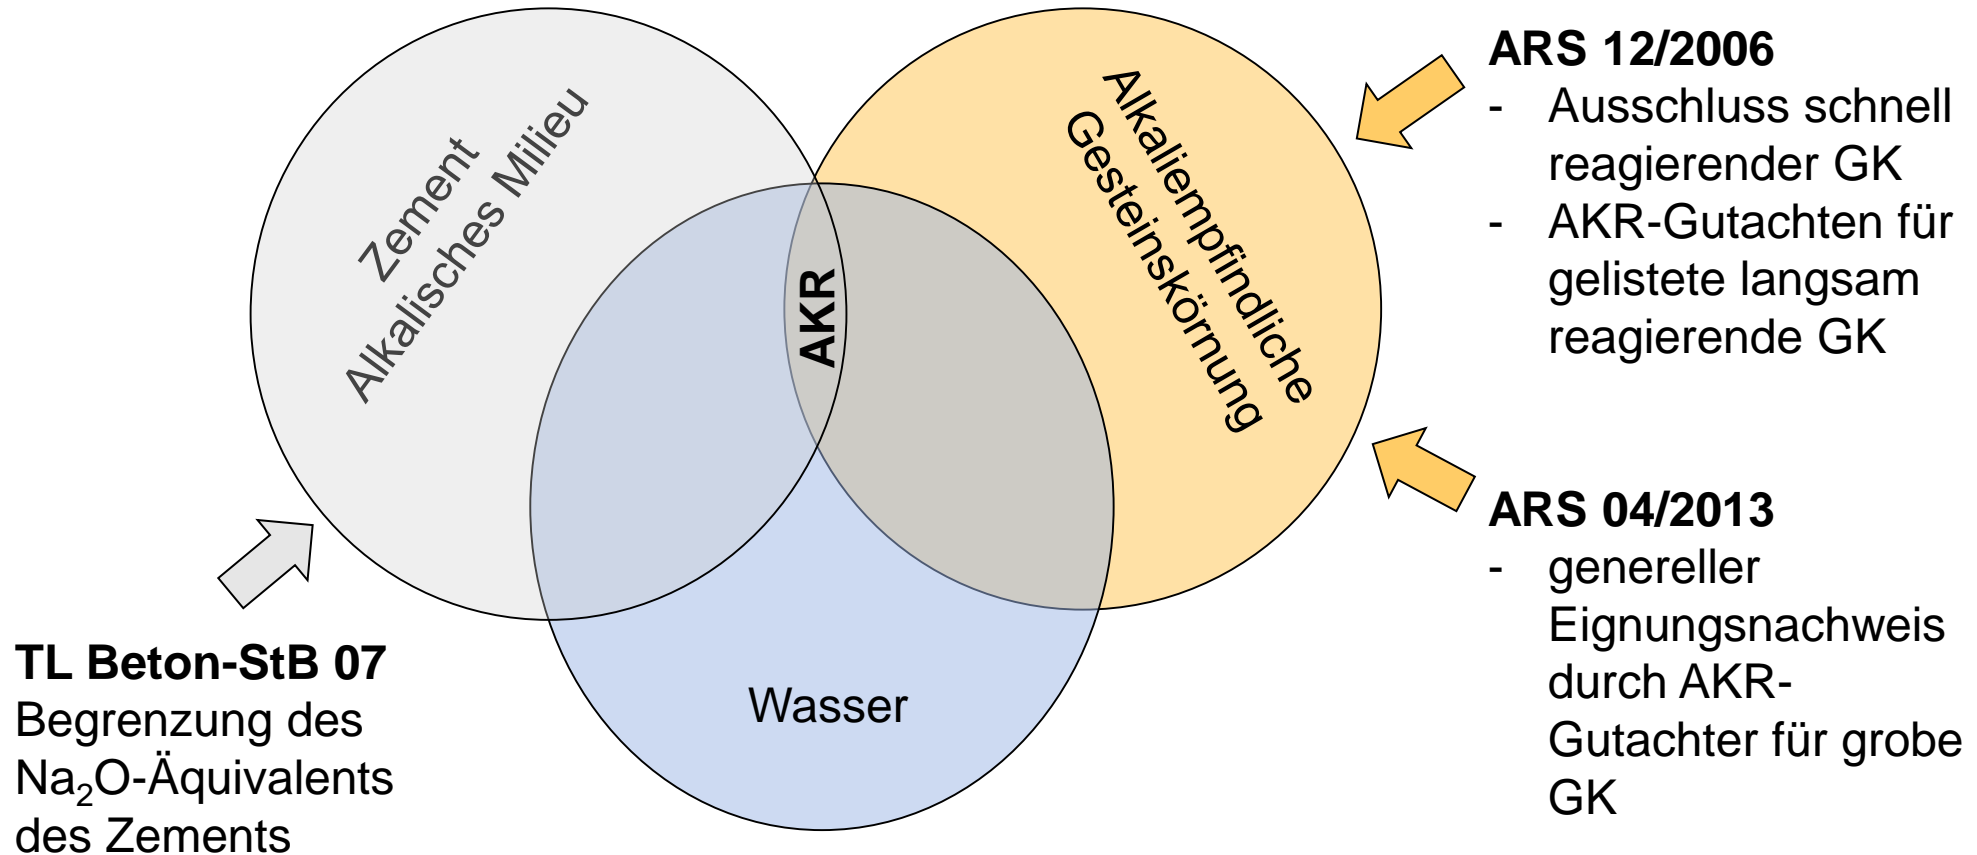 Zement
Alkalisches Milieu
AKR
Alkaliempfindliche
Gesteinskörnung
Wasser
TL Beton-StB 07
Begrenzung des
Na₂O-Äquivalents
des Zements
ARS 12/2006
- Ausschluss schnell
reagierender GK
- AKR-Gutachten für
gelistete langsam
reagierende GK
ARS 04/2013
- genereller
Eignungsnachweis
durch AKR-
Gutachter für grobe
GK